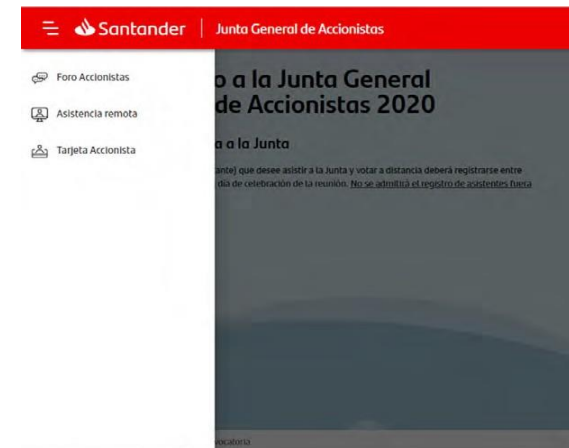 Santander | Junta General de Accionistas
Foro Accionistas
Asistencia remota
Tarjeta Accionista
o a la Junta General
de Accionistas 2020
a a la Junta
ante) que desee asistir a la Junta y votar a distancia deberá registrarse entre
día de celebración de la reunión. No se admitirá el registro de asistentes fuera
vocatoria